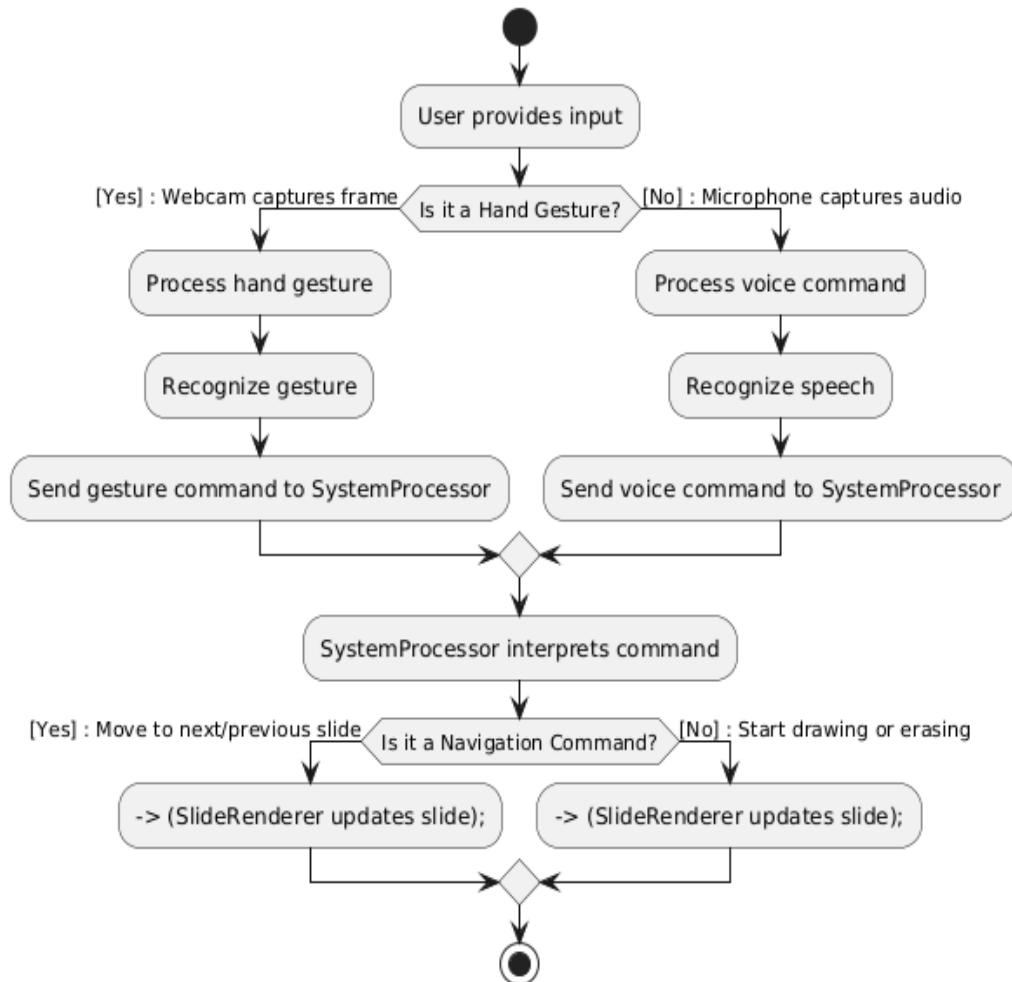 User provides input
[Yes] : Webcam captures frame
Is it a Hand Gesture?
[No] : Microphone captures audio
Process hand gesture
Process voice command
Recognize gesture
Recognize speech
Send gesture command to SystemProcessor
Send voice command to SystemProcessor
SystemProcessor interprets command
[Yes] : Move to next/previous slide
Is it a Navigation Command?
[No] : Start drawing or erasing
-> (SlideRenderer updates slide);
-> (SlideRenderer updates slide);